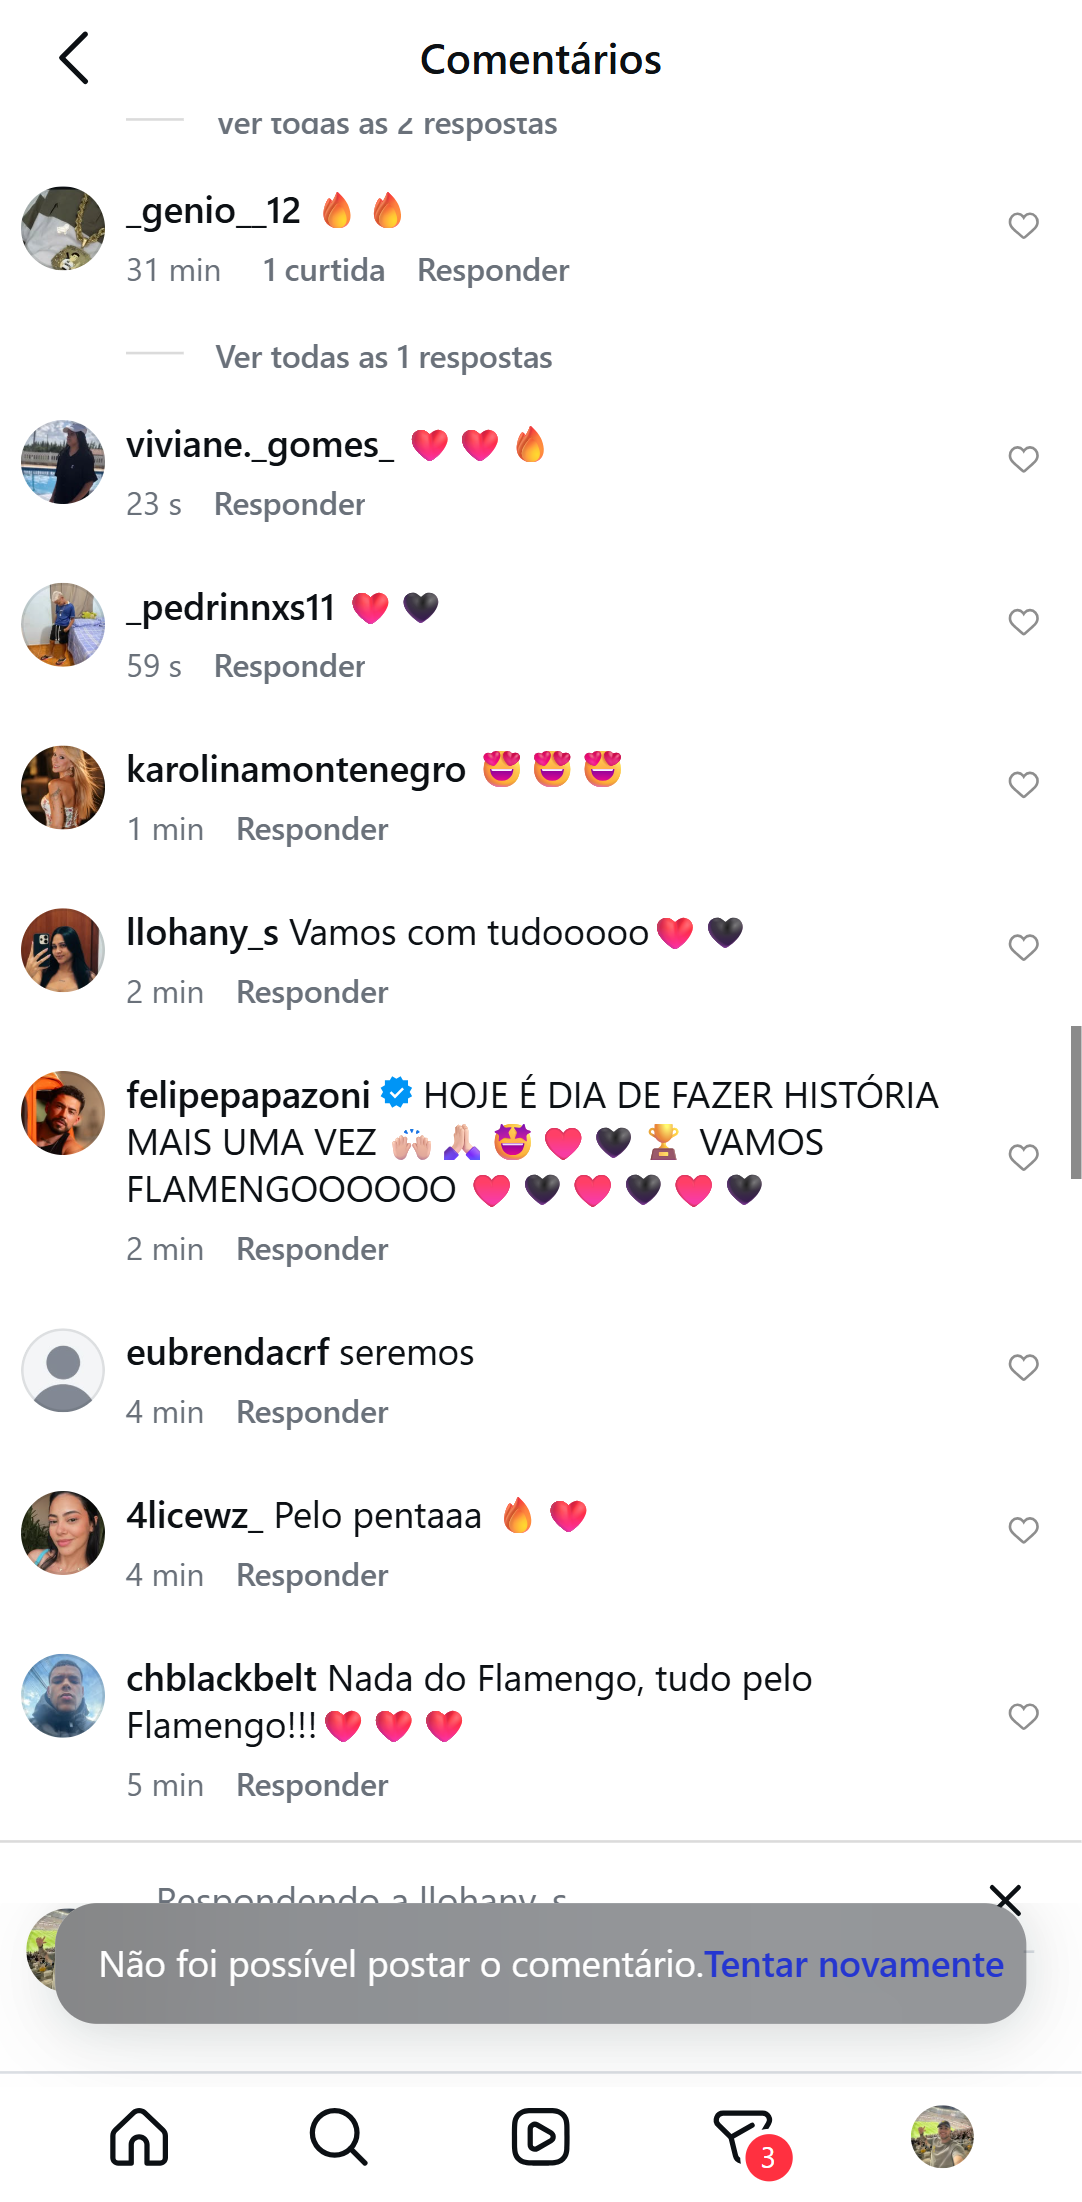 Comentários
Ver todas as 2 respostas
_genio__12 🔥 🔥
31 min 1 curtida Responder
Ver todas as 1 respostas
viviane._gomes_ ❤️ ❤️ 🔥
23 s Responder
_pedrinnxs11 ❤️ 🖤
59 s Responder
karolinamontenegro 😍 😍 😍
1 min Responder
llohany_s Vamos com tudooooo❤️ 🖤
2 min Responder
felipepapazoni HOJE É DIA DE FAZER HISTÓRIA
MAIS UMA VEZ 🙌🏻 🙏🏻 🤩 ❤️ 🖤 🏆 VAMOS
FLAMENGOOOOOO ❤️ 🖤 ❤️ 🖤 ❤️ 🖤
2 min Responder
eubrendacrf seremos
4 min Responder
4licewz_ Pelo pentaaa 🔥 ❤️
4 min Responder
chblackbelt Nada do Flamengo, tudo pelo
Flamengo!!!❤️ ❤️ ❤️
5 min Responder
Respondendo a llohany_s
Não foi possível postar o comentário.Tentar novamente
3